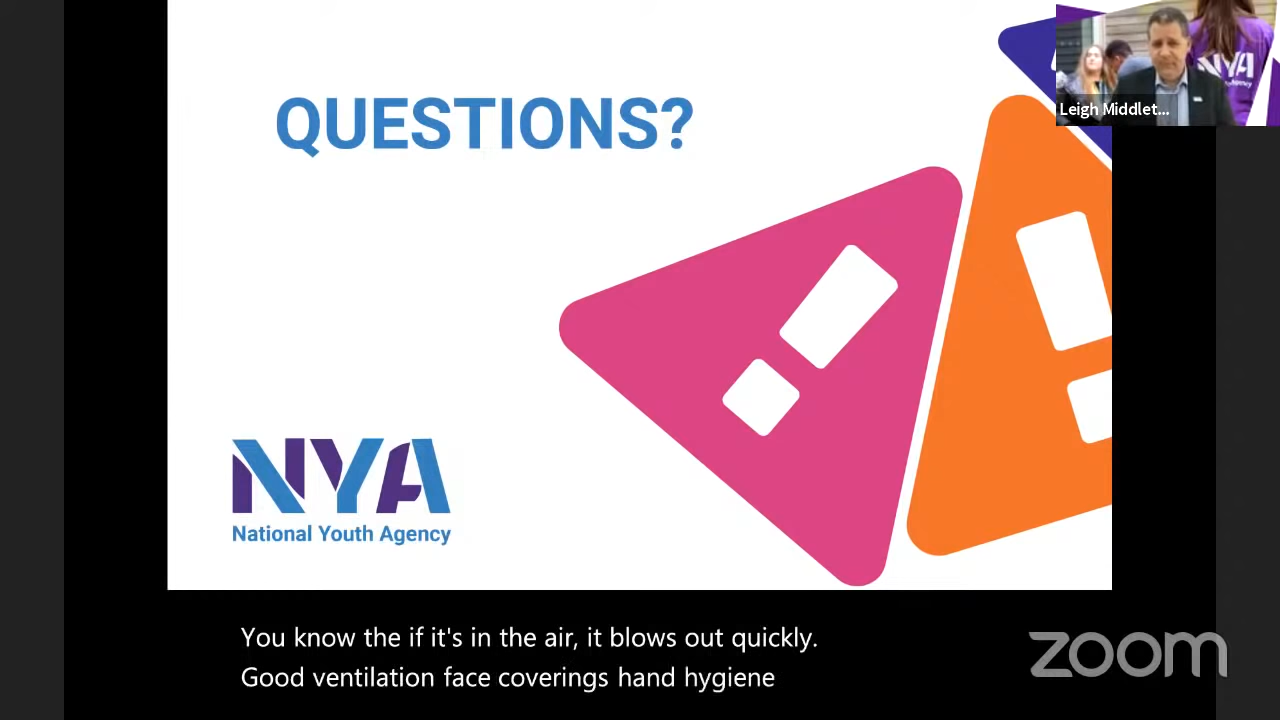 QUESTIONS?
NYA
Leigh Middlet...
NYA
National Youth Agency
You know the if it's in the air, it blows out quickly.
Good ventilation face coverings hand hygiene
zoom